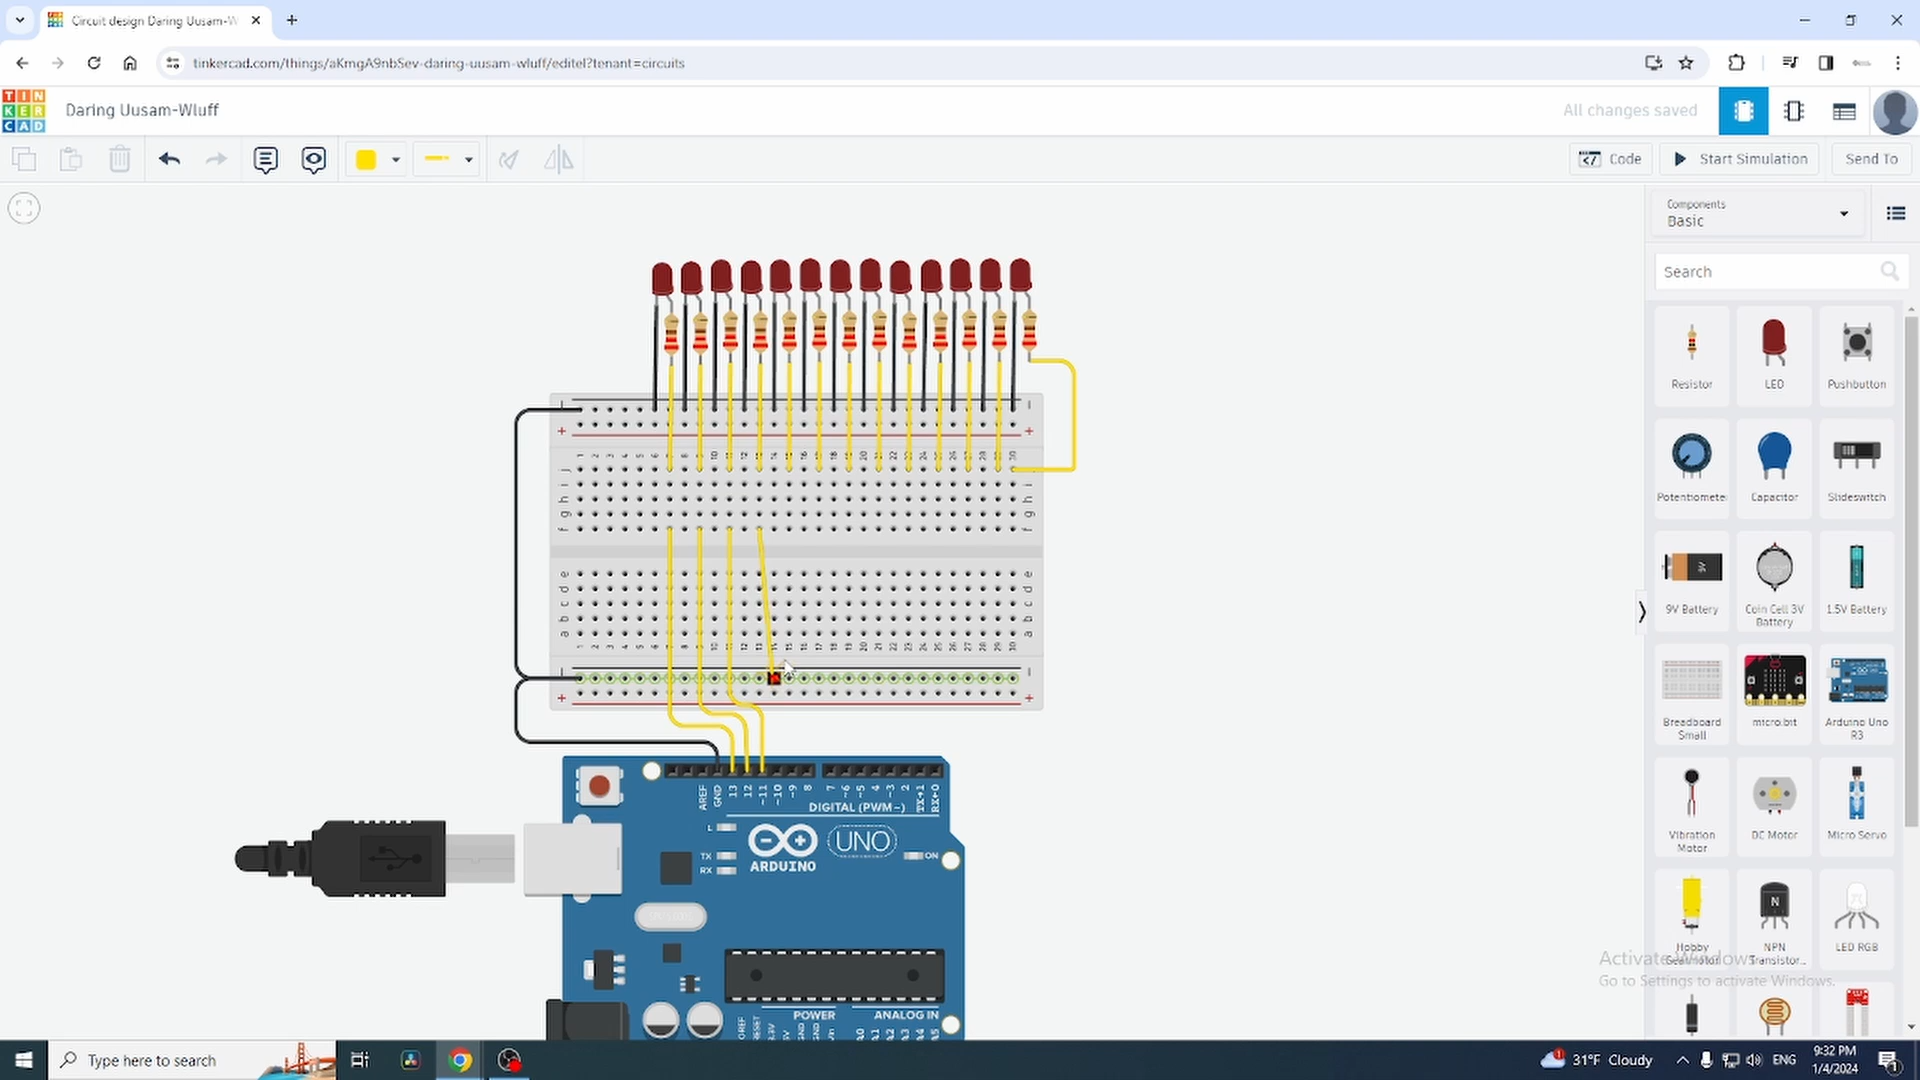 Circuit design Daring Uusam-W
tinkercad.com/things/aKmgA9nbSev-daring-uusam-wluff/editel?tenant=circuits
TIN
KER
CAD
Daring Uusam-Wluff
All changes saved
Code
Start Simulation
Send To
Components
Basic
Search
Resistor
LED
Pushbutton
Potentiomete
Capacitor
Slideswitch
9V
9V Battery
Coin Cell 3V
Battery
1.5V Battery
Breadboard
Small
micro:bit
Arduino Uno
R3
Vibration
Motor
DC Motor
Micro Servo
N
Hobby
Gearmotor
NPN
Transistor...
LED RGB
Activate Windows
Go to Settings to activate Windows.
j
h
g
f
e
d
c
b
a
AREF
GND
13
12
~11
~10
~9
8
7
~6
~5
4
~3
2
TX→1
RX←0
DIGITAL (PWM~)
L
TX
RX
ARDUINO
UNO
ON
POWER
ANALOG IN
Type here to search
31°F Cloudy
ENG
9:32 PM
1/4/2024